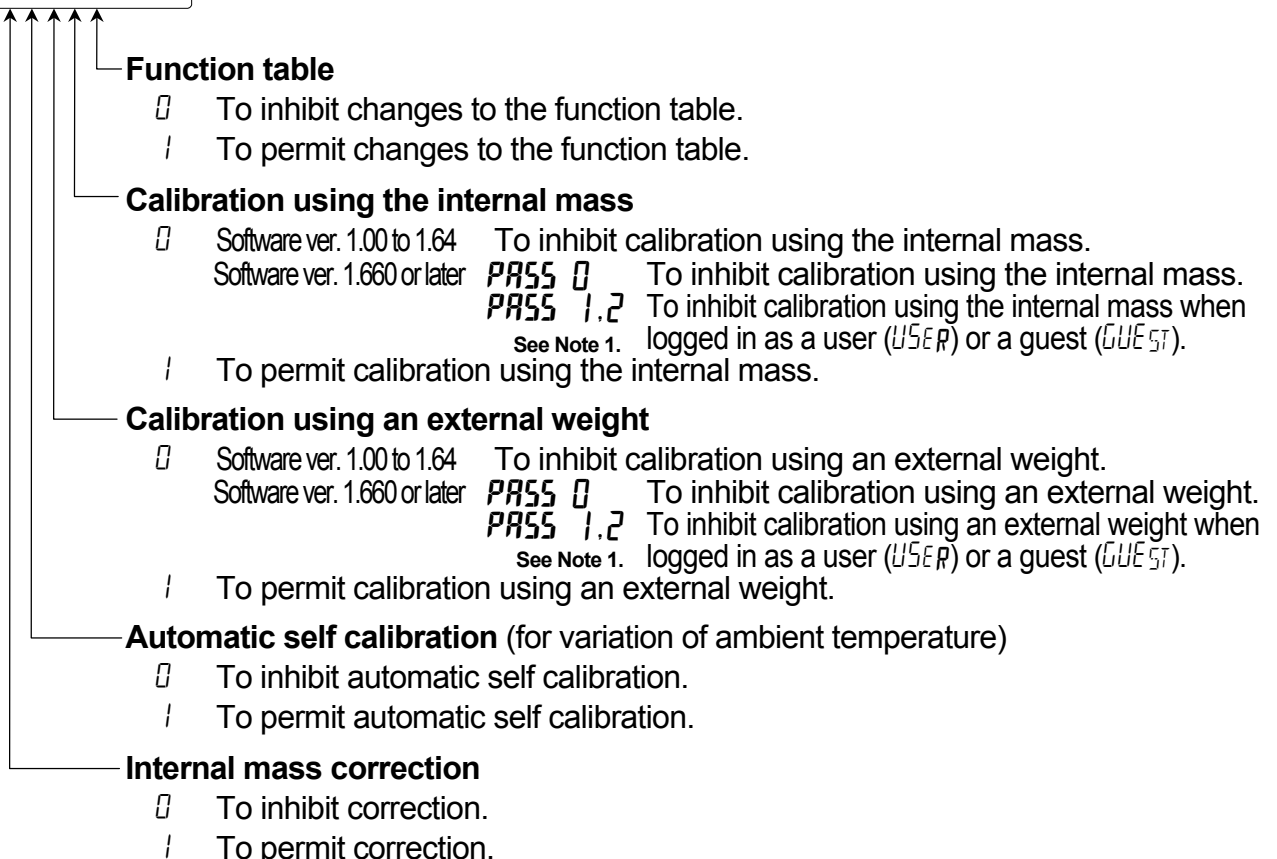 Function table
0 To inhibit changes to the function table.
1 To permit changes to the function table.
Calibration using the internal mass
0 Software ver. 1.00 to 1.64 To inhibit calibration using the internal mass.
Software ver. 1.660 or later PASS 0 To inhibit calibration using the internal mass.
PASS 1,2 To inhibit calibration using the internal mass when
See Note 1. logged in as a user (USER) or a guest (GUEST).
1 To permit calibration using the internal mass.
Calibration using an external weight
0 Software ver. 1.00 to 1.64 To inhibit calibration using an external weight.
Software ver. 1.660 or later PASS 0 To inhibit calibration using an external weight.
PASS 1,2 To inhibit calibration using an external weight when
See Note 1. logged in as a user (USER) or a guest (GUEST).
1 To permit calibration using an external weight.
Automatic self calibration (for variation of ambient temperature)
0 To inhibit automatic self calibration.
1 To permit automatic self calibration.
Internal mass correction
0 To inhibit correction.
1 To permit correction.